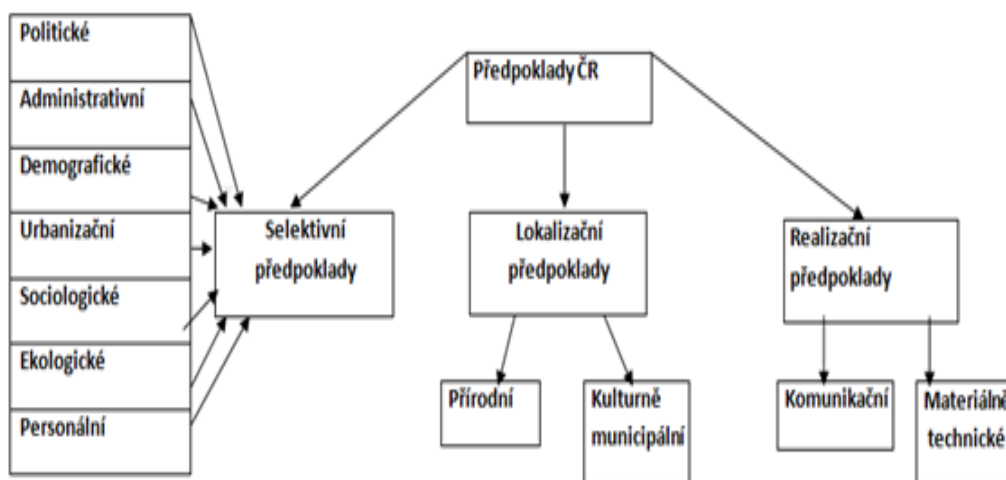 Politické
Administrativní
Demografické
Urbanizační
Sociologické
Ekologické
Personální
Předpoklady ČR
Selektivní
předpoklady
Lokalizační
předpoklady
Realizační
předpoklady
Přírodní
Kulturně
municipální
Komunikační
Materiálně
technické